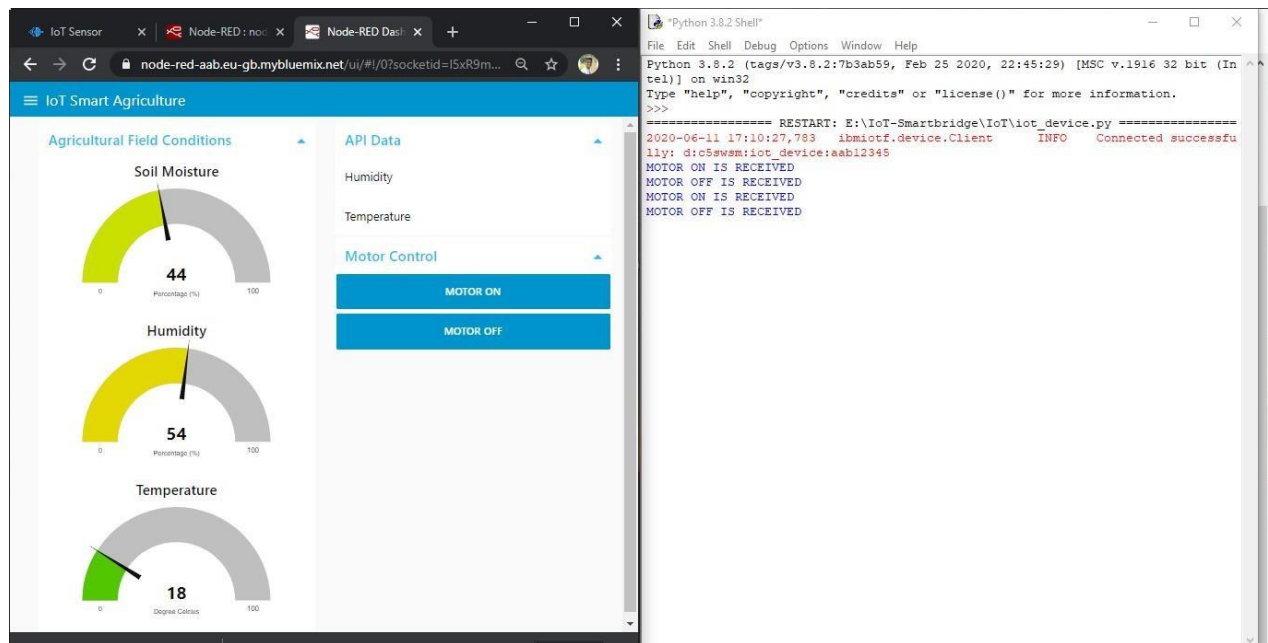 IoT Sensor
Node-RED : nod
Node-RED Dash
node-red-aab.eu-gb.mybluemix.net/ui/#!/0?socketid=I5xR9m...
IoT Smart Agriculture
Agricultural Field Conditions
Soil Moisture
44
0 Percentage (%) 100
Humidity
54
0 Percentage (%) 100
Temperature
18
0 Degree Celcius 100
API Data
Humidity
Temperature
Motor Control
MOTOR ON
MOTOR OFF
*Python 3.8.2 Shell*
File Edit Shell Debug Options Window Help
Python 3.8.2 (tags/v3.8.2:7b3ab59, Feb 25 2020, 22:45:29) [MSC v.1916 32 bit (In
tel)] on win32
Type "help", "copyright", "credits" or "license()" for more information.
>>>
================= RESTART: E:\IoT-Smartbridge\IoT\iot_device.py ================
2020-06-11 17:10:27,783 ibmiotf.device.Client INFO Connected successfu
lly: d:c5swsm:iot_device:aab12345
MOTOR ON IS RECEIVED
MOTOR OFF IS RECEIVED
MOTOR ON IS RECEIVED
MOTOR OFF IS RECEIVED